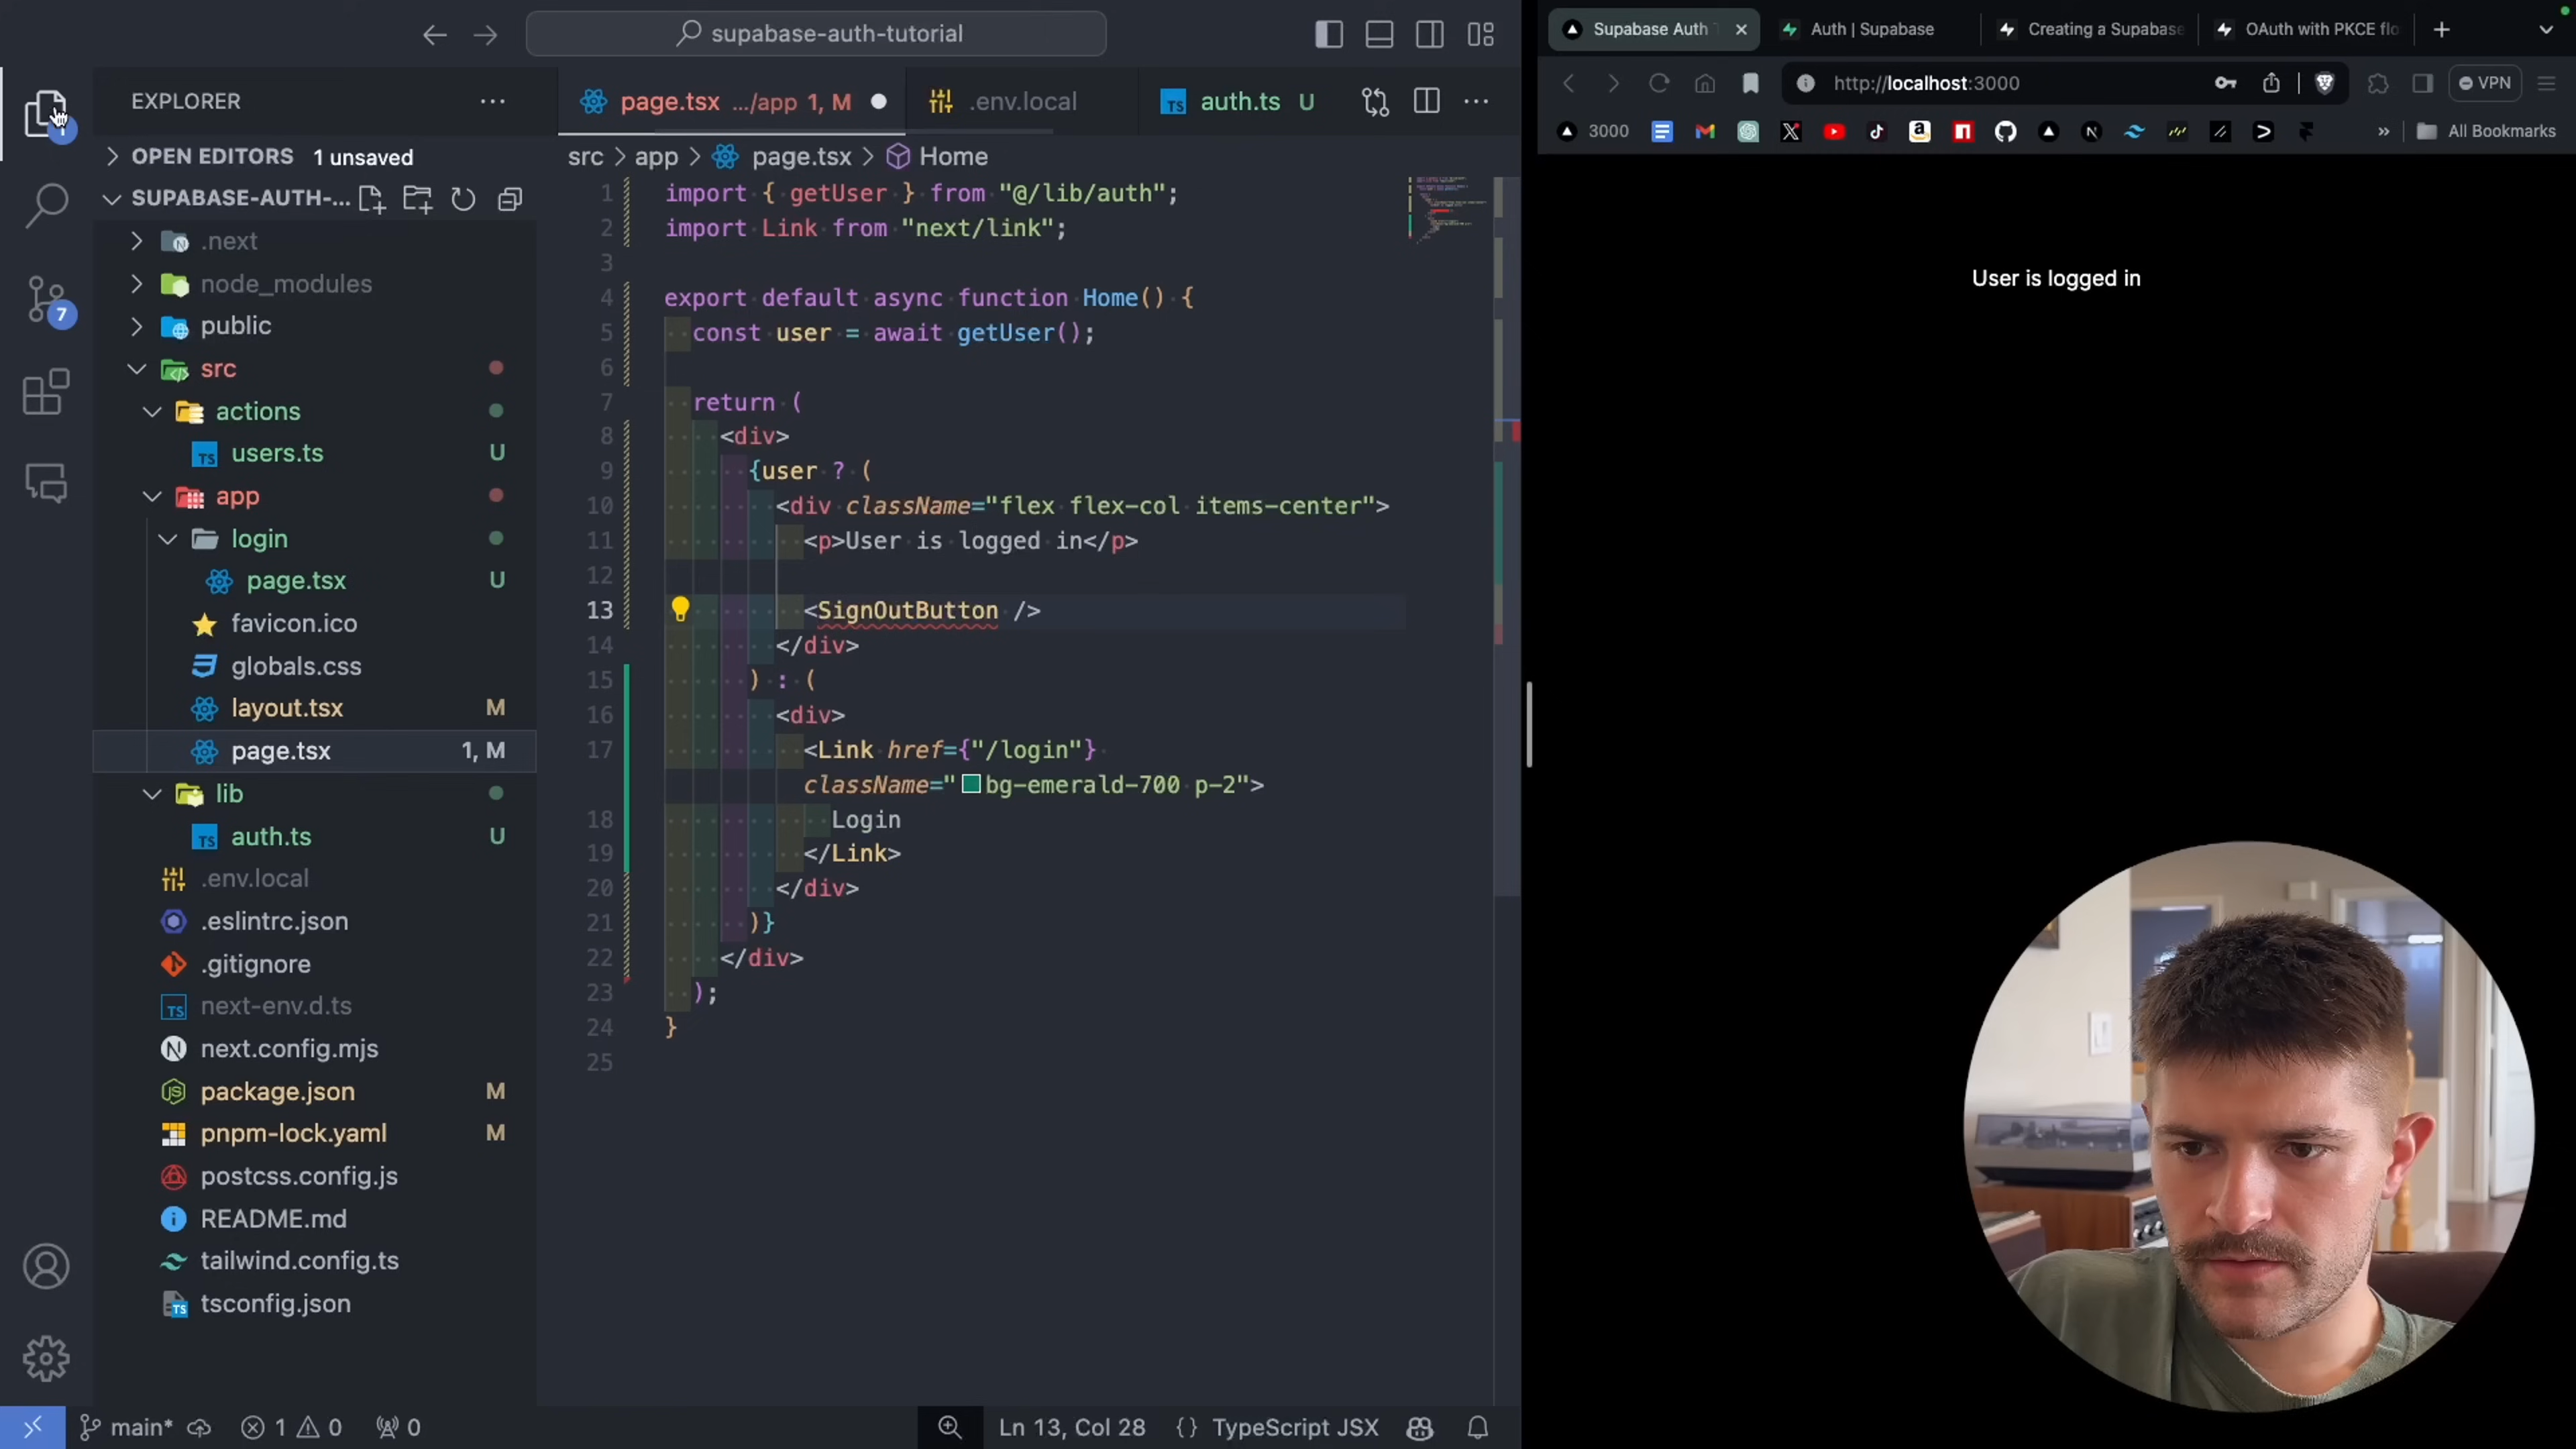 supabase-auth-tutorial
EXPLORER
OPEN EDITORS 1 unsaved
SUPABASE-AUTH-...
.next
node_modules
public
src
actions
users.ts U
app
login
page.tsx U
favicon.ico
globals.css
layout.tsx M
page.tsx 1, M
lib
auth.ts U
.env.local
.eslintrc.json
.gitignore
next-env.d.ts
next.config.mjs
package.json M
pnpm-lock.yaml M
postcss.config.js
README.md
tailwind.config.ts
tsconfig.json
7
page.tsx .../app 1, M
.env.local
auth.ts U
src > app > page.tsx > Home
1 import { getUser } from "@/lib/auth";
2 import Link from "next/link";
3
4 export default async function Home() {
5 const user = await getUser();
6
7 return (
8 <div>
9 {user ? (
10 <div className="flex flex-col items-center">
11 <p>User is logged in</p>
12
13 <SignOutButton />
14 </div>
15 ) : (
16 <div>
17 <Link href={"/login"}
className="bg-emerald-700 p-2">
18 Login
19 </Link>
20 </div>
21 )}
22 </div>
23 );
24 }
25
main* 1 0 0
Ln 13, Col 28 {} TypeScript JSX
Supabase Auth
Auth | Supabase
Creating a Supabase
OAuth with PKCE flo
http://localhost:3000
VPN
3000
» All Bookmarks
User is logged in